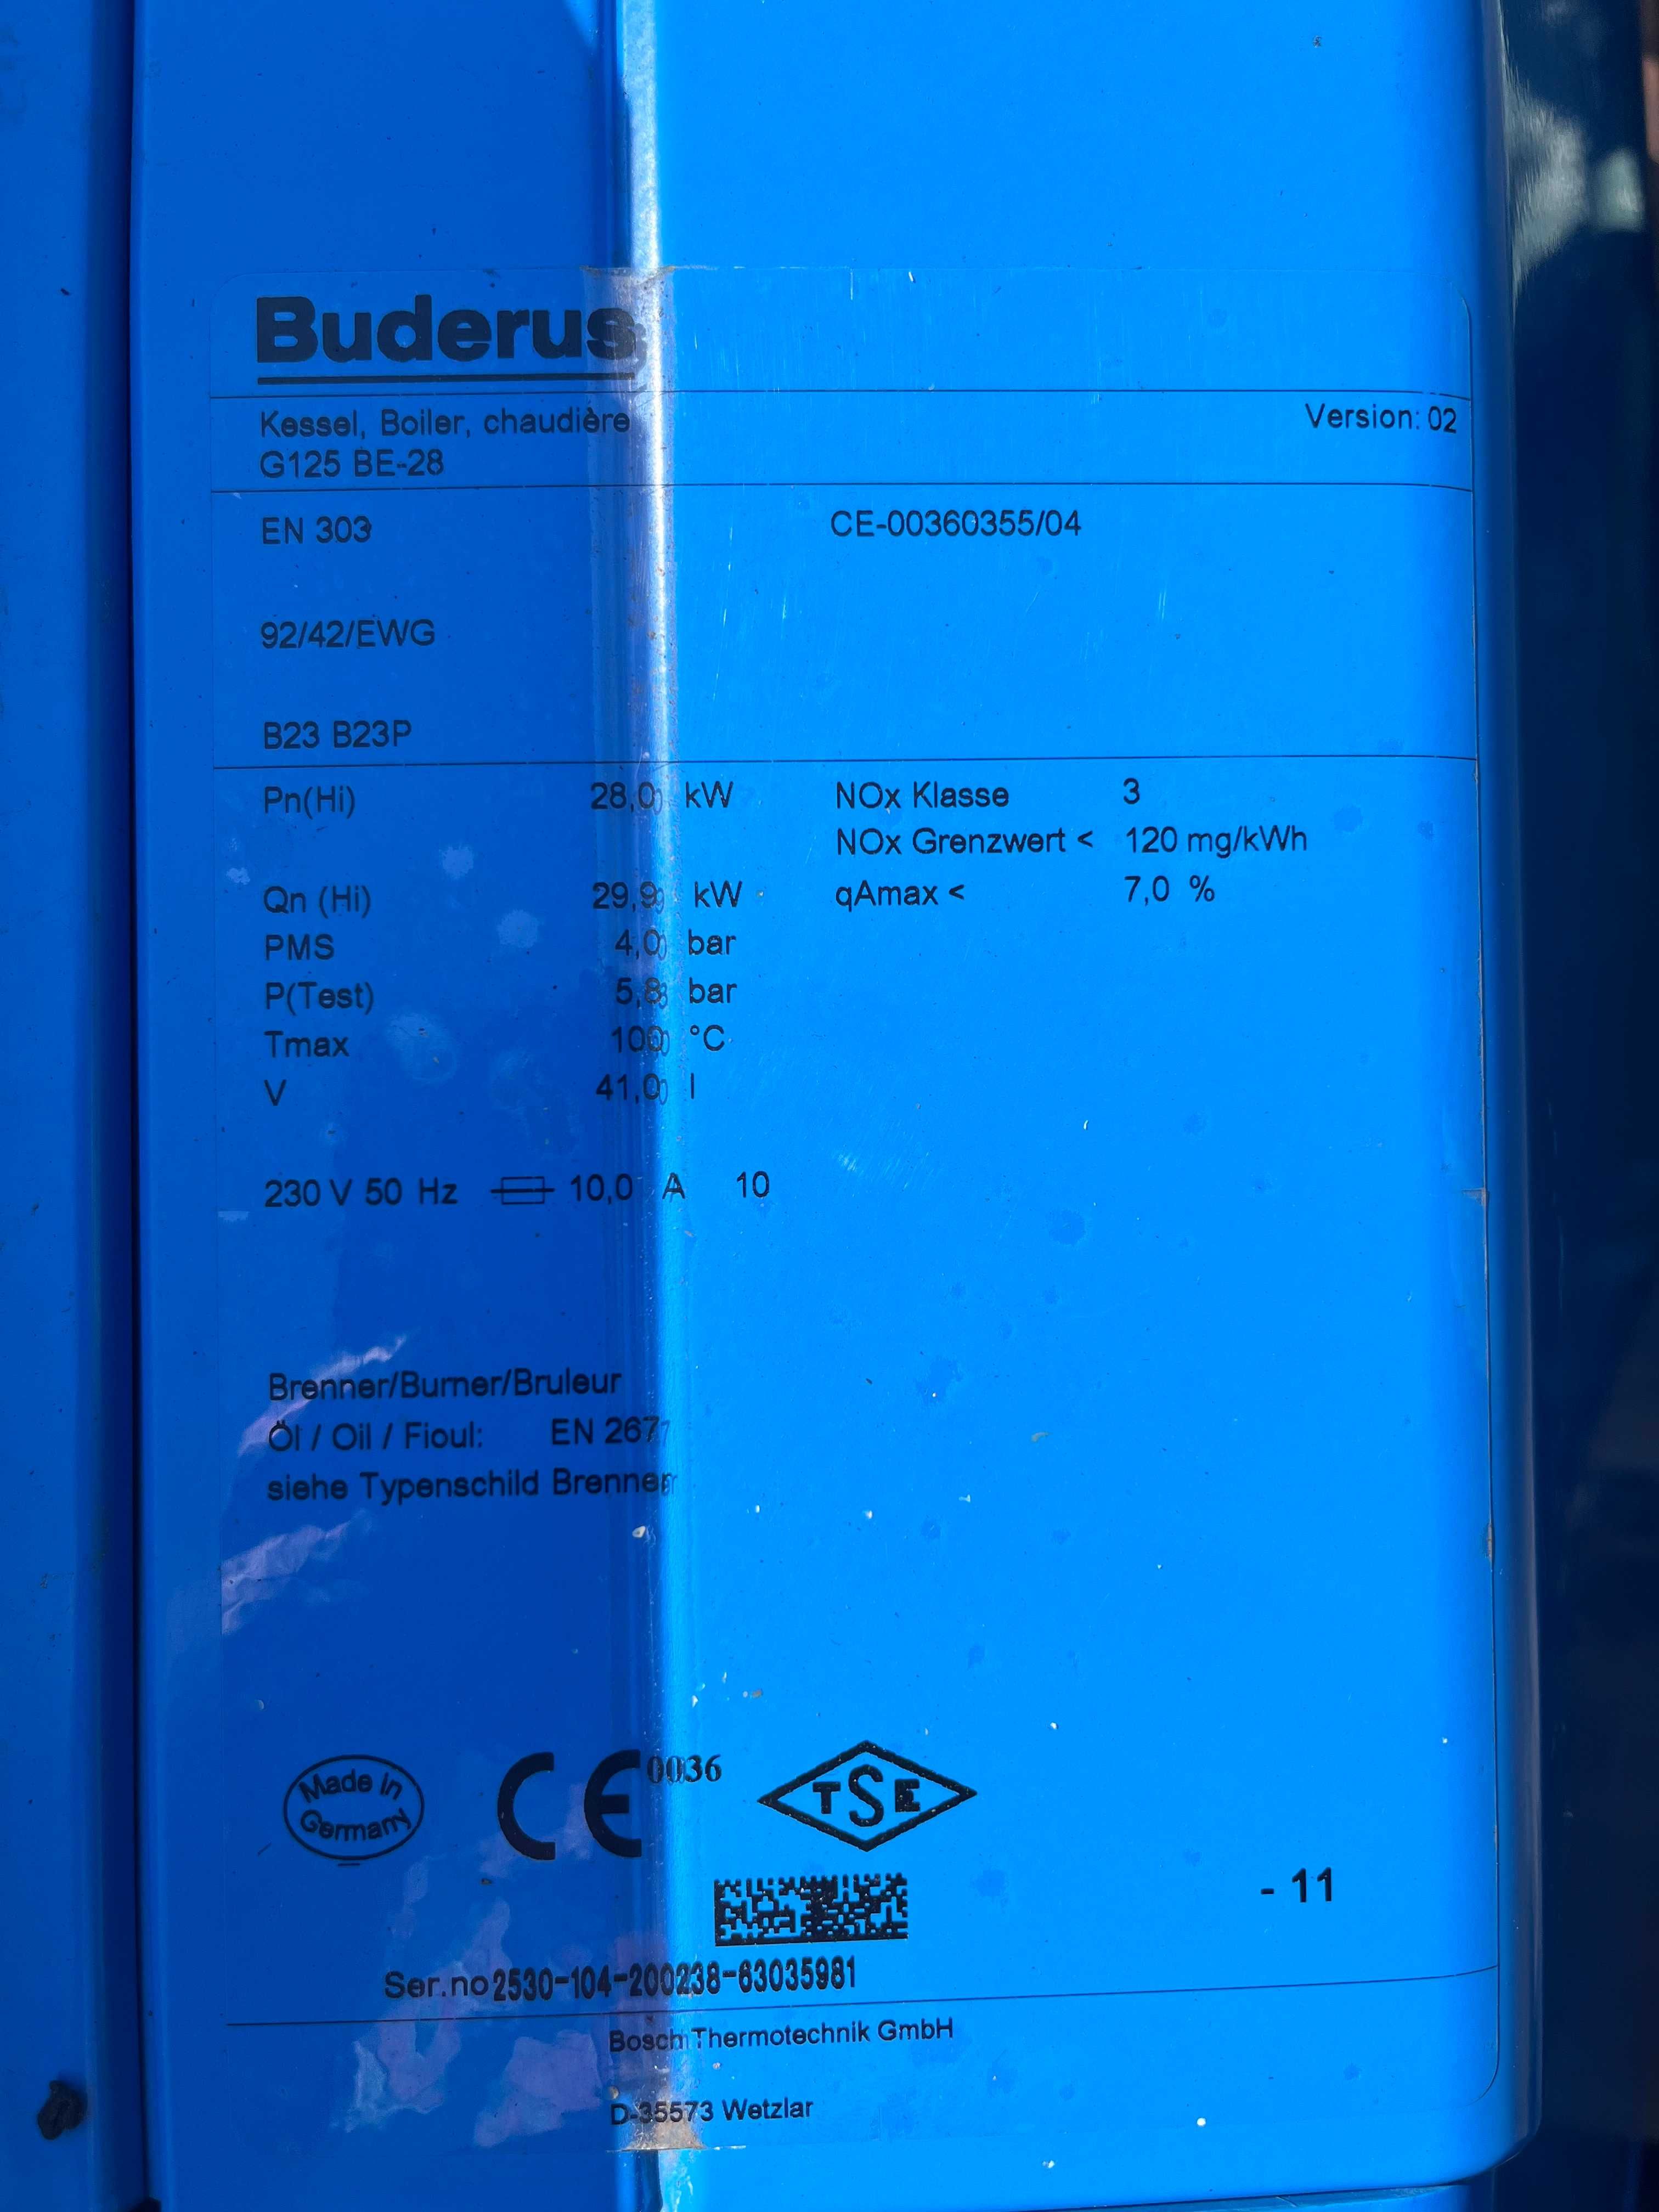 Buderus
Kessel, Boiler, chaudière
Version: 02
G125 BE-28
EN 303
CE-00360355/04
92/42/EWG
B23 B23P
Pn(Hi) 28,0 kW
NOx Klasse 3
NOx Grenzwert < 120 mg/kWh
Qn (Hi) 29,9 kW
qAmax < 7,0 %
PMS 4,0 bar
P(Test) 5,8 bar
Tmax 100 °C
V 41,0 l
230 V 50 Hz 10,0 A 10
Brenner/Burner/Bruleur
Öl / Oil / Fioul: EN 267
siehe Typenschild Brenner
Made in
Germany
CE 0036
TSE
- 11
Ser.no 2530-104-200238-63035981
Bosch Thermotechnik GmbH
D-35573 Wetzlar